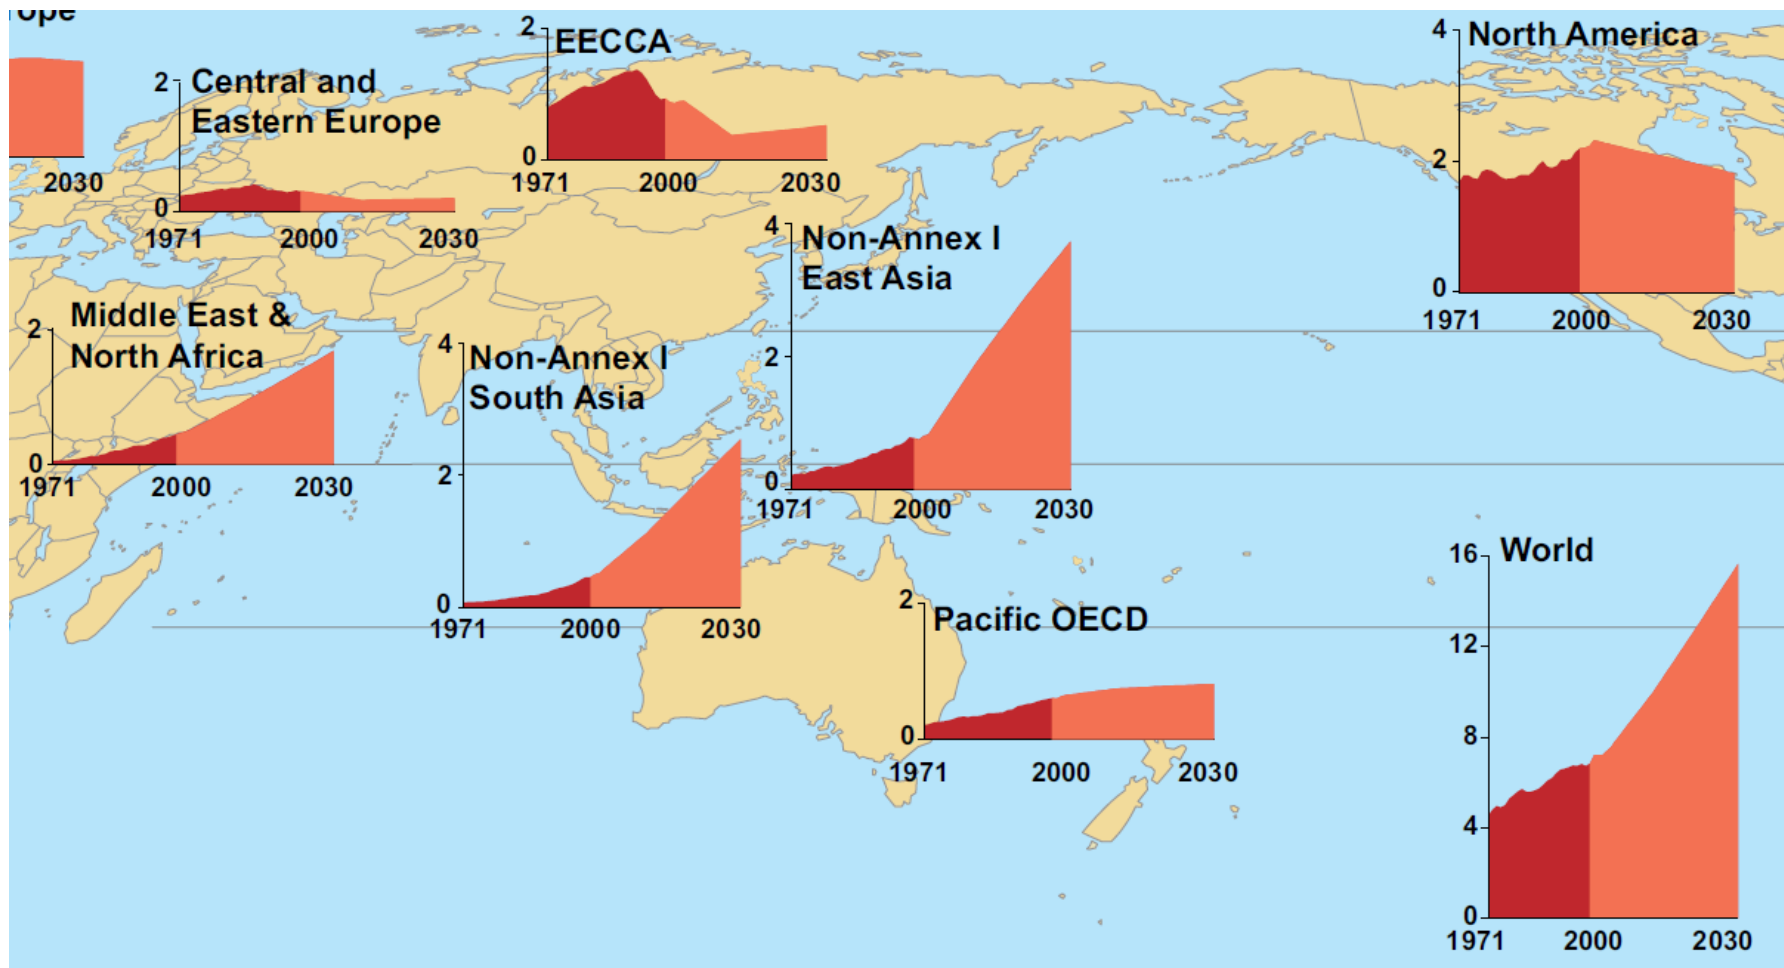 ope
2030
2
Central and
Eastern Europe
0
1971 2000 2030
2
EECCA
0
1971 2000 2030
4
North America
2
0
1971 2000 2030
2
Middle East &
North Africa
0
1971 2000 2030
4
Non-Annex I
South Asia
2
0
1971 2000 2030
4
Non-Annex I
East Asia
2
0
1971 2000 2030
2
Pacific OECD
0
1971 2000 2030
16
World
12
8
4
0
1971 2000 2030